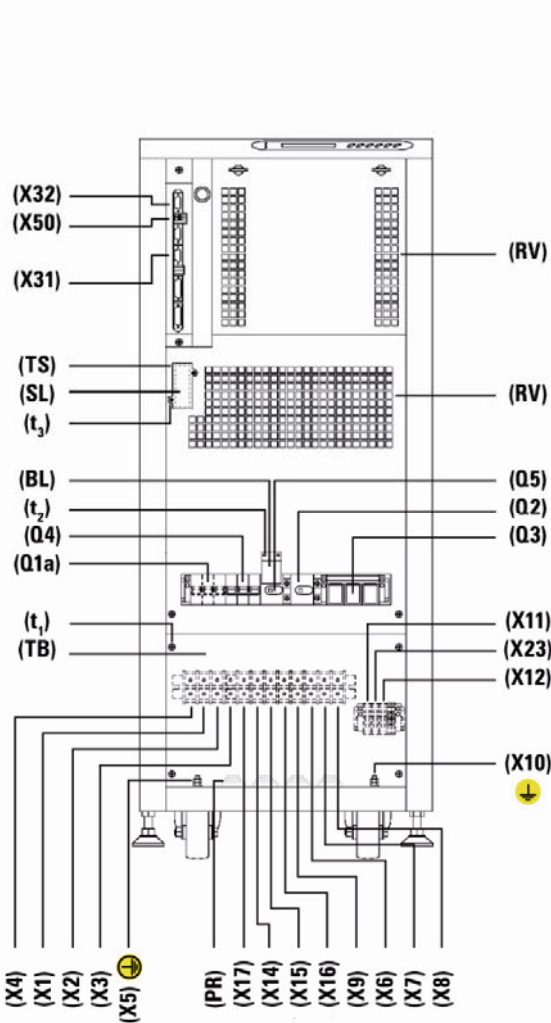 (X32)
(X50)
(X31)
(RV)
(TS)
(SL)
(t₃)
(RV)
(BL)
(t₂)
(Q4)
(Q1a)
(Q5)
(Q2)
(Q3)
(t₁)
(TB)
(X11)
(X23)
(X12)
(X10)
(X4)
(X1)
(X2)
(X3)
(X5)
(PR)
(X17)
(X14)
(X15)
(X16)
(X9)
(X6)
(X7)
(X8)